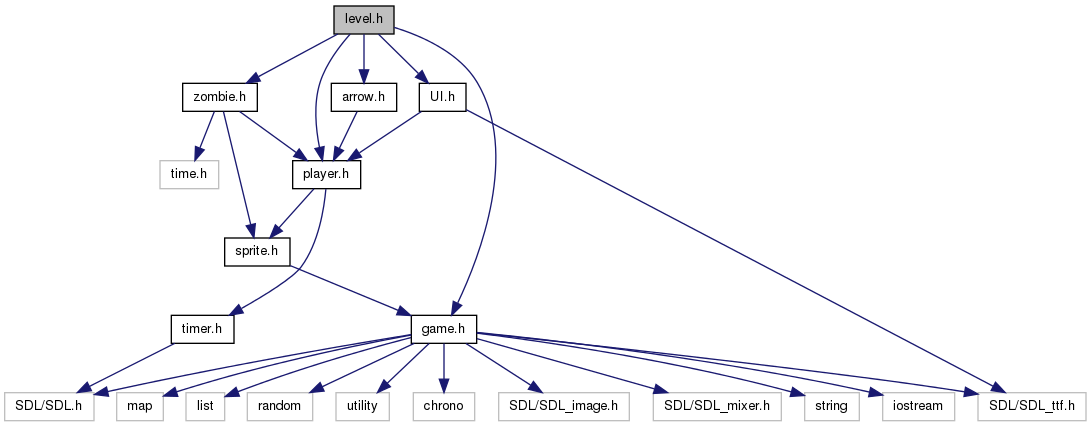 level.h
zombie.h
arrow.h
UI.h
time.h
player.h
sprite.h
timer.h
game.h
SDL/SDL.h
map
list
random
utility
chrono
SDL/SDL_image.h
SDL/SDL_mixer.h
string
iostream
SDL/SDL_ttf.h